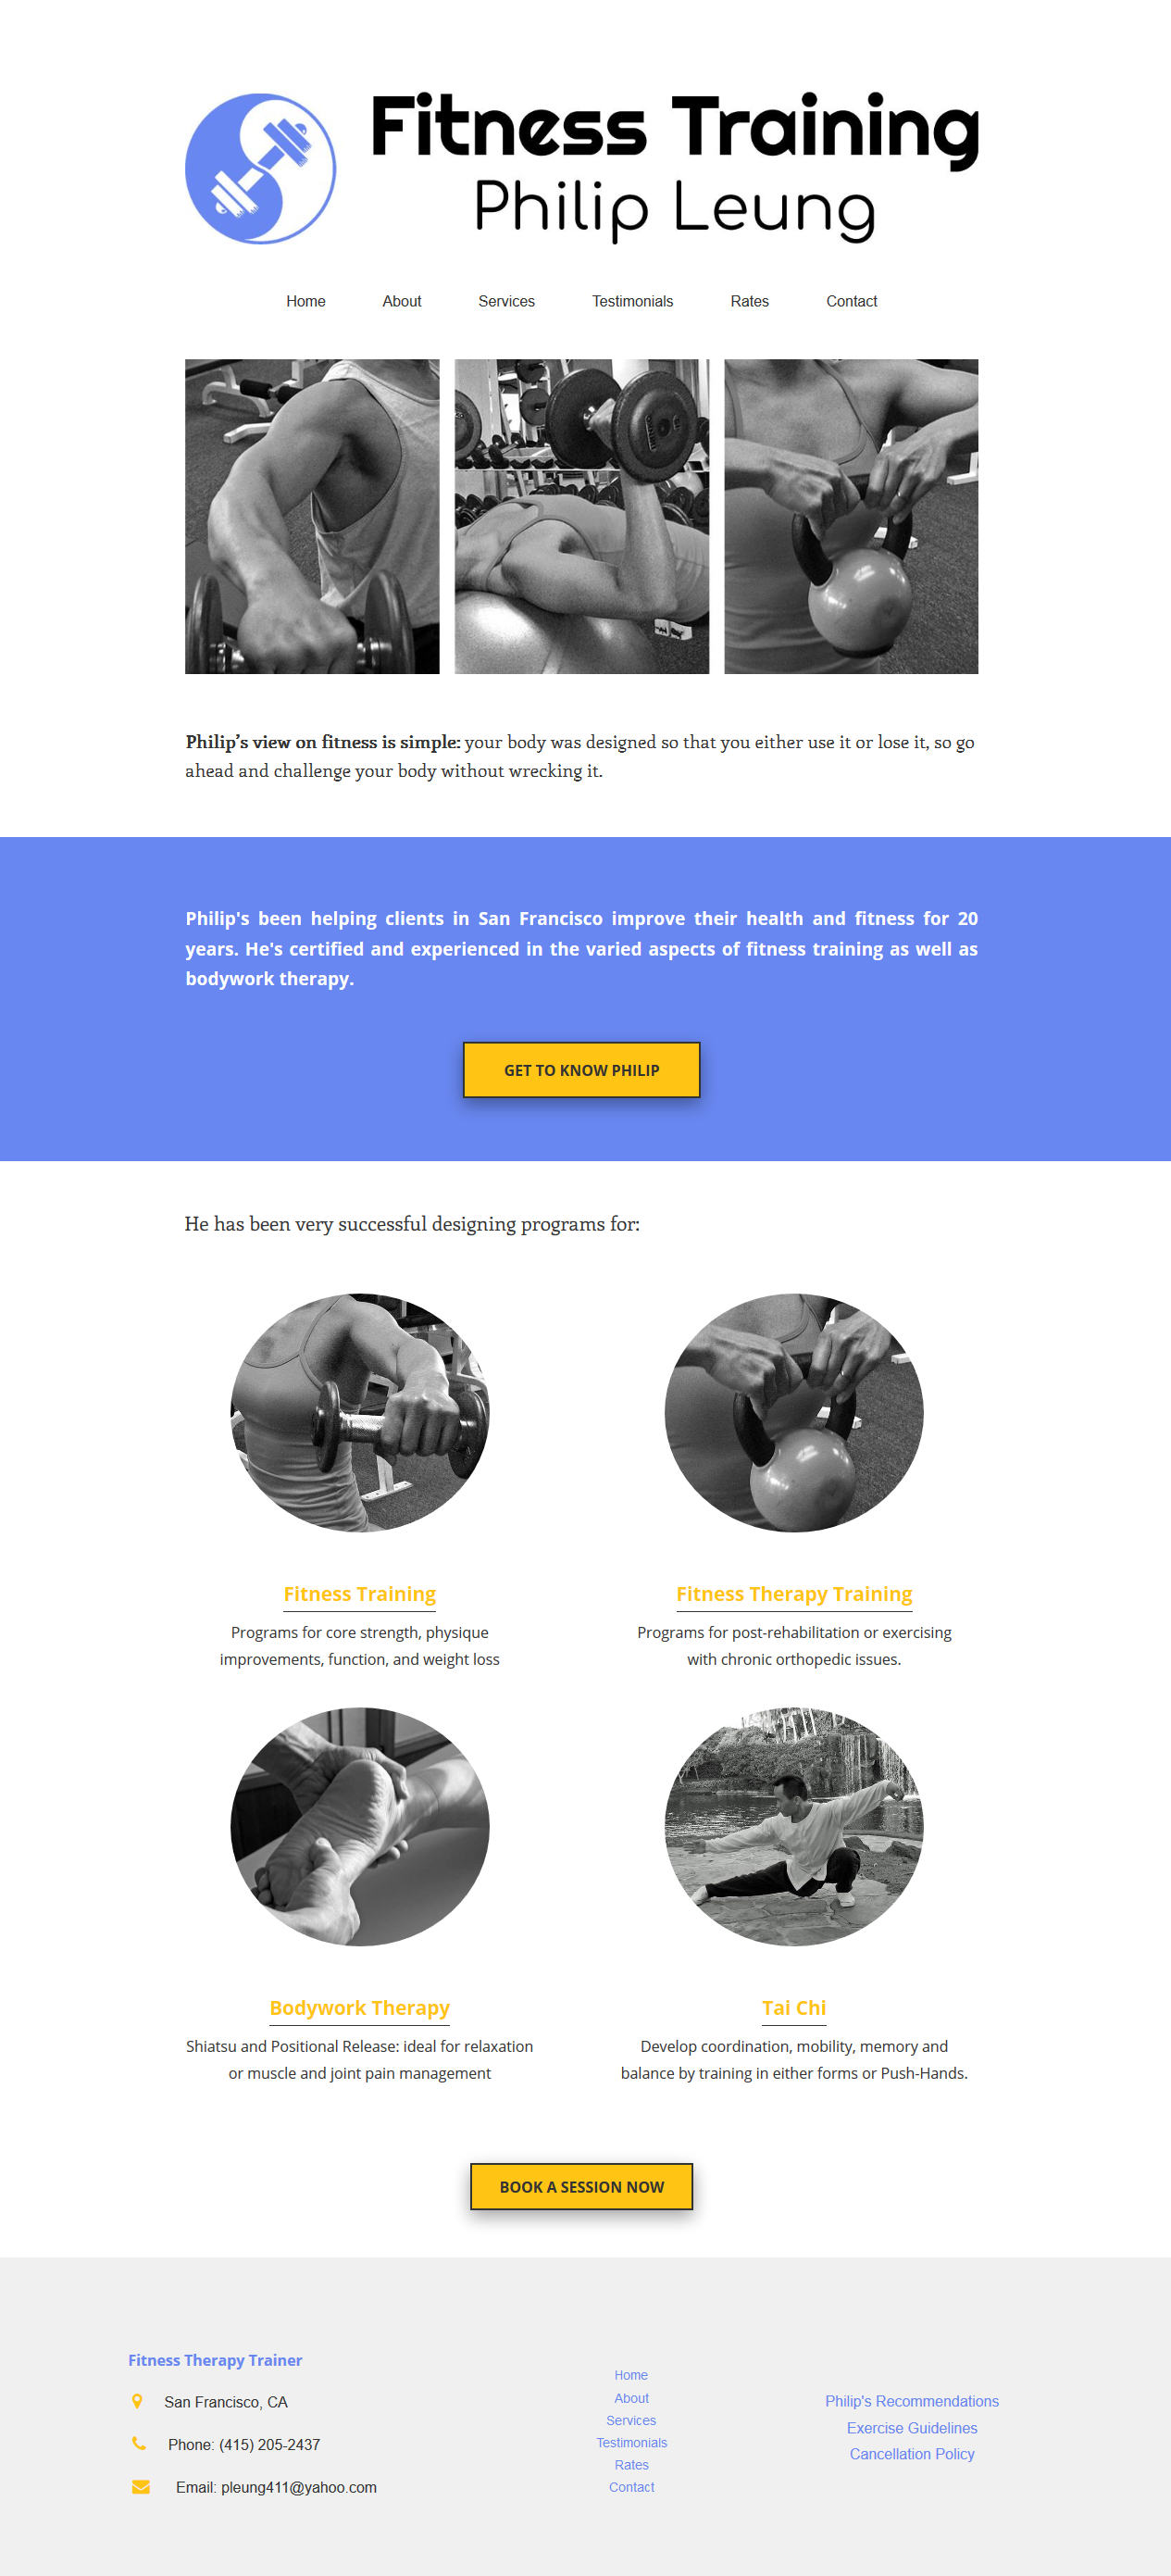 Fitness Training
Philip Leung
Home About Services Testimonials Rates Contact
Philip’s view on fitness is simple: your body was designed so that you either use it or lose it, so go
ahead and challenge your body without wrecking it.
Philip's been helping clients in San Francisco improve their health and fitness for 20
years. He's certified and experienced in the varied aspects of fitness training as well as
bodywork therapy.
GET TO KNOW PHILIP
He has been very successful designing programs for:
Fitness Training
Programs for core strength, physique
improvements, function, and weight loss
Fitness Therapy Training
Programs for post-rehabilitation or exercising
with chronic orthopedic issues.
Bodywork Therapy
Shiatsu and Positional Release: ideal for relaxation
or muscle and joint pain management
Tai Chi
Develop coordination, mobility, memory and
balance by training in either forms or Push-Hands.
BOOK A SESSION NOW
Fitness Therapy Trainer
San Francisco, CA
Phone: (415) 205-2437
Email: pleung411@yahoo.com
Home
About
Services
Testimonials
Rates
Contact
Philip's Recommendations
Exercise Guidelines
Cancellation Policy